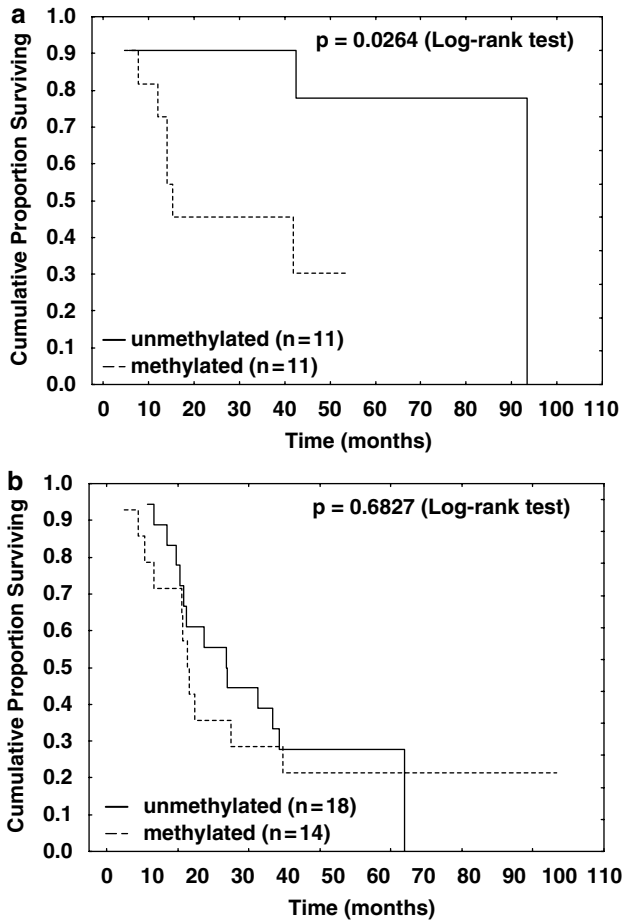 a
p = 0.0264 (Log-rank test)
Cumulative Proportion Surviving
1.0
0.9
0.8
0.7
0.6
0.5
0.4
0.3
0.2
0.1
0.0
unmethylated (n=11)
methylated (n=11)
0 10 20 30 40 50 60 70 80 90 100 110
Time (months)
b
p = 0.6827 (Log-rank test)
Cumulative Proportion Surviving
1.0
0.9
0.8
0.7
0.6
0.5
0.4
0.3
0.2
0.1
0.0
unmethylated (n=18)
methylated (n=14)
0 10 20 30 40 50 60 70 80 90 100 110
Time (months)